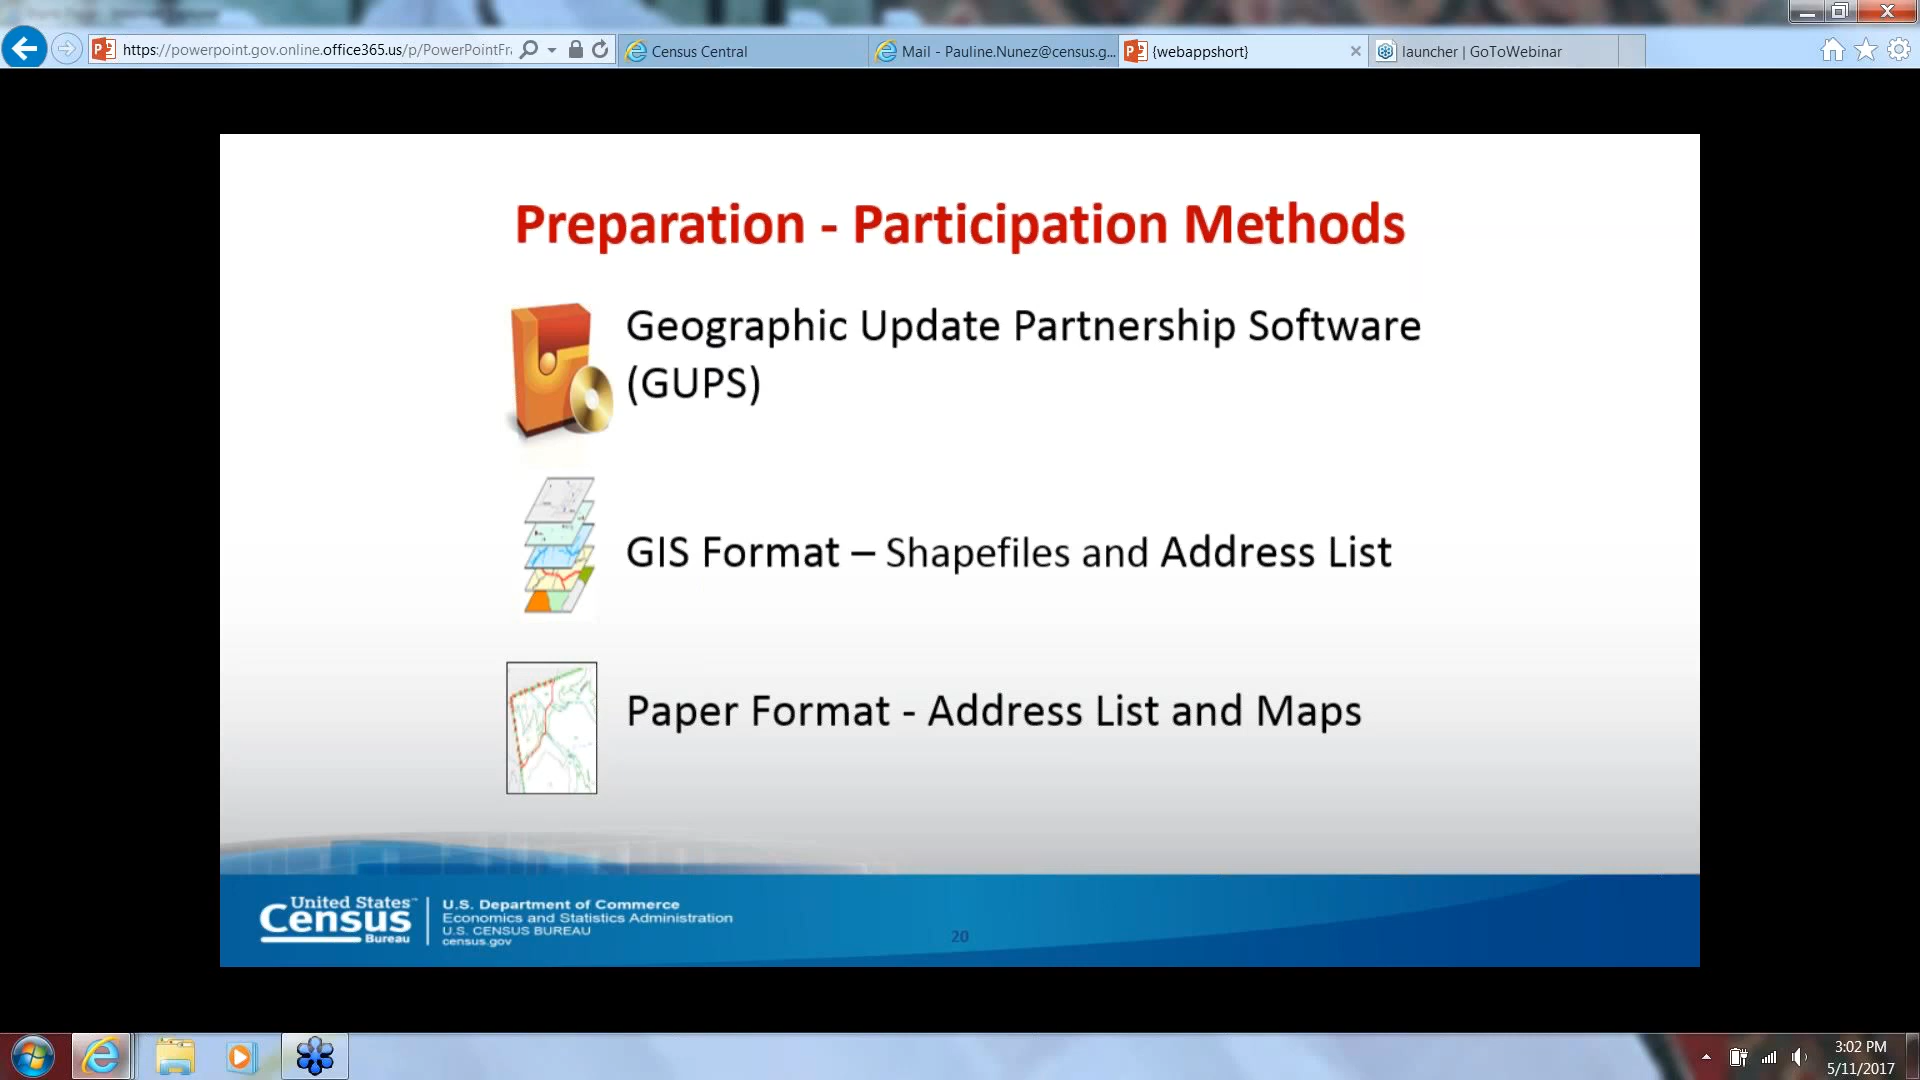 https://powerpoint.gov.online.office365.us/p/PowerPointFra
Census Central
Mail - Pauline.Nunez@census.g...
{webappshort}
launcher | GoToWebinar
Preparation - Participation Methods
Geographic Update Partnership Software
(GUPS)
GIS Format – Shapefiles and Address List
Paper Format - Address List and Maps
United States™
Census
Bureau
U.S. Department of Commerce
Economics and Statistics Administration
U.S. CENSUS BUREAU
census.gov
20
3:02 PM
5/11/2017